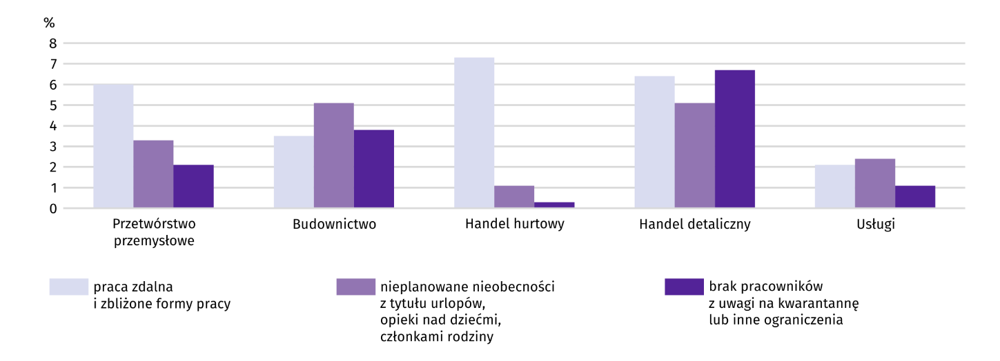 %
8
7
6
5
4
3
2
1
0
Przetwórstwo
przemysłowe
Budownictwo
Handel hurtowy
Handel detaliczny
Usługi
praca zdalna
i zbliżone formy pracy
nieplanowane nieobecności
z tytułu urlopów,
opieki nad dziećmi,
członkami rodziny
brak pracowników
z uwagi na kwarantannę
lub inne ograniczenia